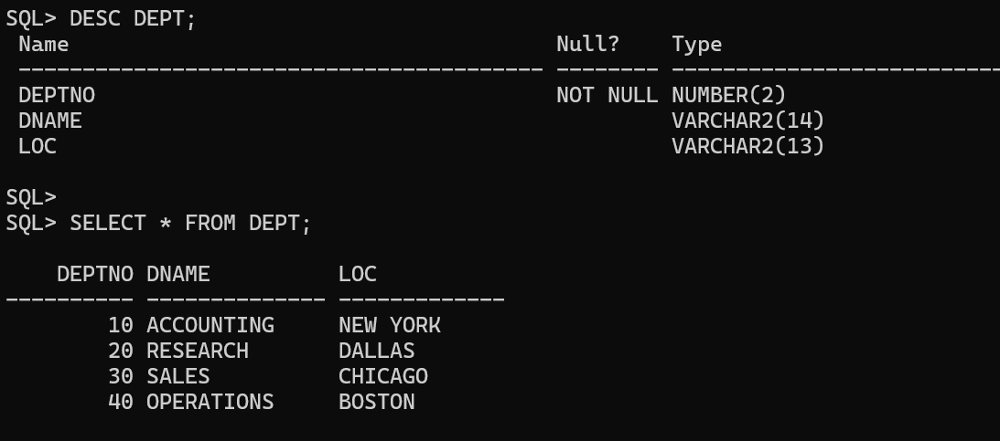 SQL> DESC DEPT;
 Name                                      Null?    Type
 ----------------------------------------- -------- --------------------------
 DEPTNO                                    NOT NULL NUMBER(2)
 DNAME                                              VARCHAR2(14)
 LOC                                                VARCHAR2(13)
SQL>
SQL> SELECT * FROM DEPT;
    DEPTNO DNAME          LOC
---------- -------------- -------------
        10 ACCOUNTING     NEW YORK
        20 RESEARCH       DALLAS
        30 SALES          CHICAGO
        40 OPERATIONS     BOSTON